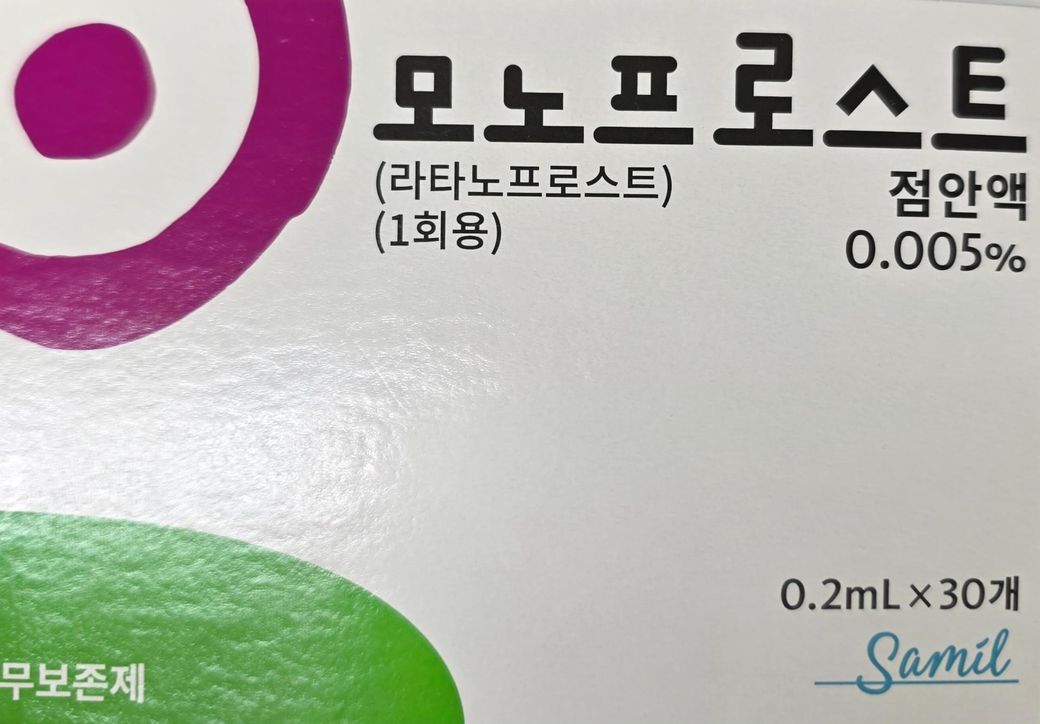 모노프로스트
(라타노프로스트)
점안액
(1회용)
0.005%
0.2mL×30개
Samil
무보존제